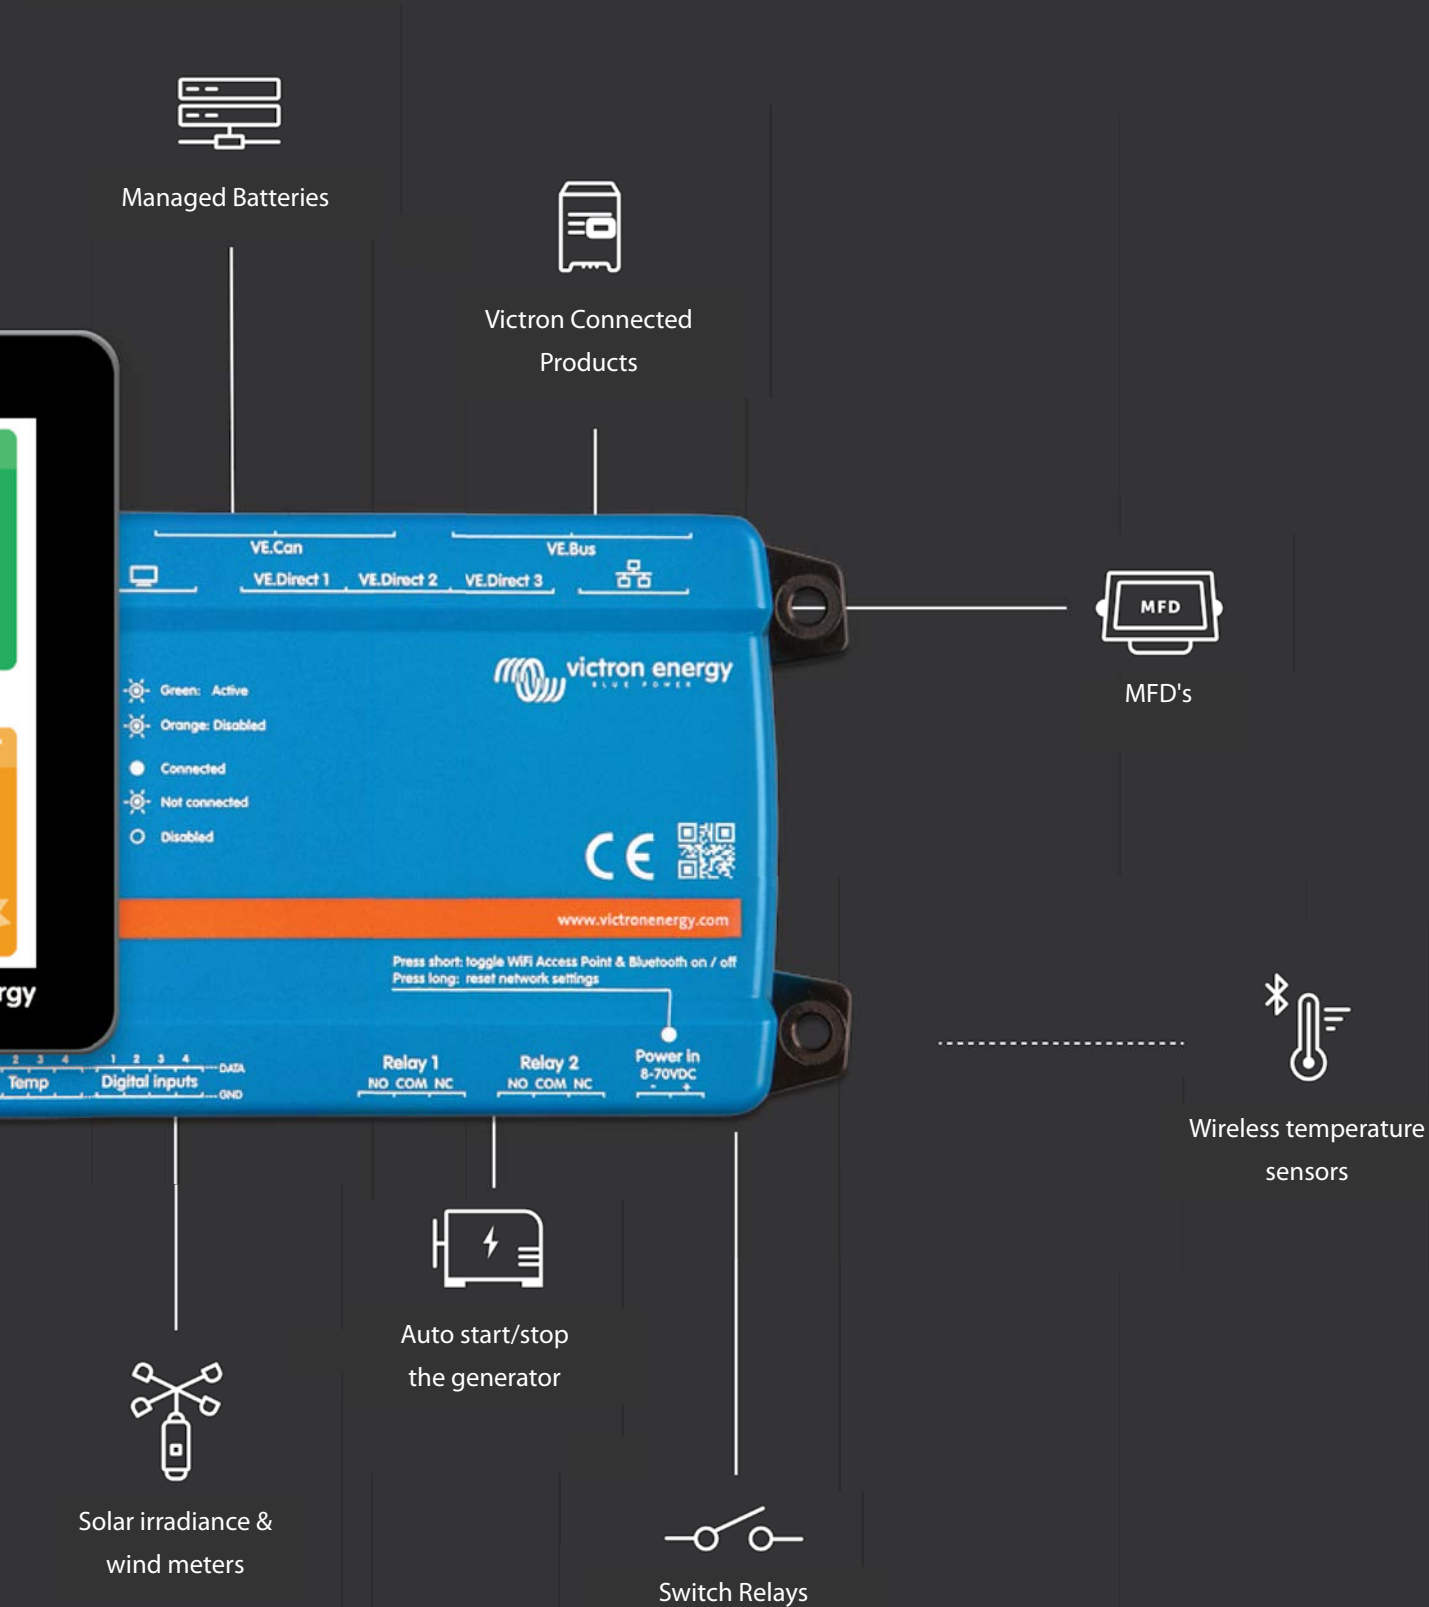 Managed Batteries
Victron Connected
Products
VE.Can
VE.Bus
VE.Direct 1
VE.Direct 2
VE.Direct 3
victron energy
BLUE POWER
MFD
MFD's
Green: Active
Orange: Disabled
Connected
Not connected
Disabled
CE
www.victronenergy.com
Press short: toggle WiFi Access Point & Bluetooth on / off
Press long: reset network settings
rgy
2 3 4
Temp
1 2 3 4
DATA
Digital inputs
GND
Relay 1
NO COM NC
Relay 2
NO COM NC
Power in
8-70VDC
- +
Wireless temperature
sensors
Auto start/stop
the generator
Solar irradiance &
wind meters
Switch Relays